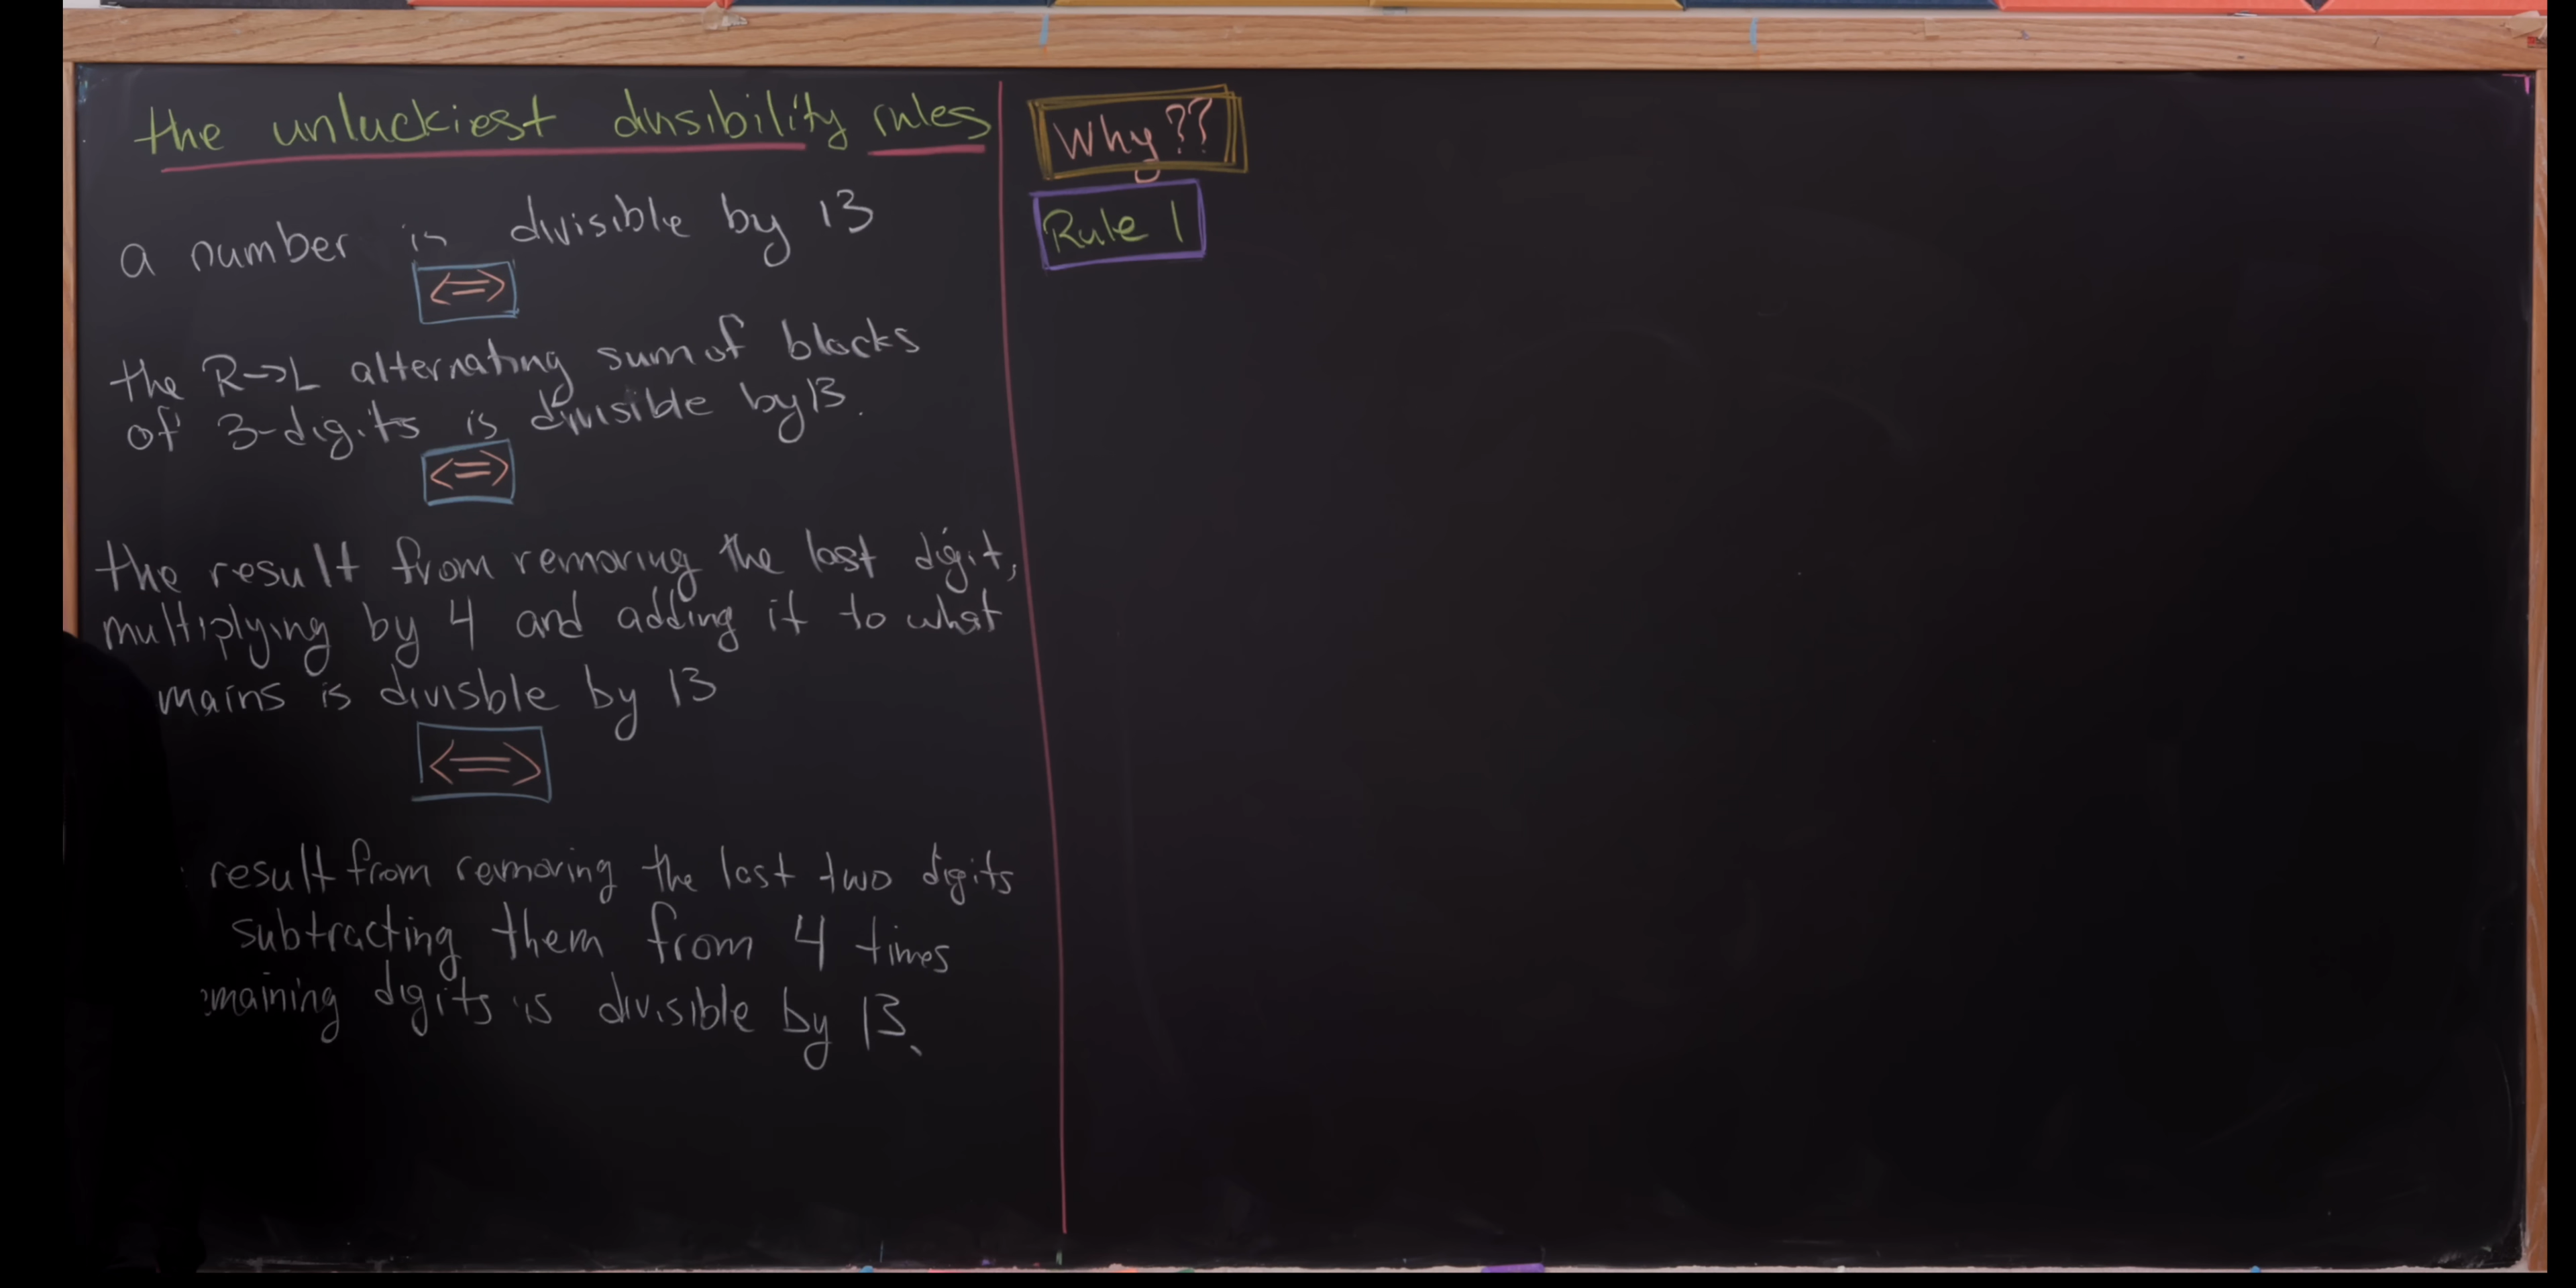 the unluckiest divsibility rules
a number is divisible by 13
<=>
the R->L alternating sum of blocks
of 3-digits is divisible by 13.
<=>
the result from removing the last digit,
multiplying by 4 and adding it to what
mains is divisble by 13
<=>
result from removing the last two digits
subtracting them from 4 times
maining digits is divisible by 13.
Why??
Rule 1